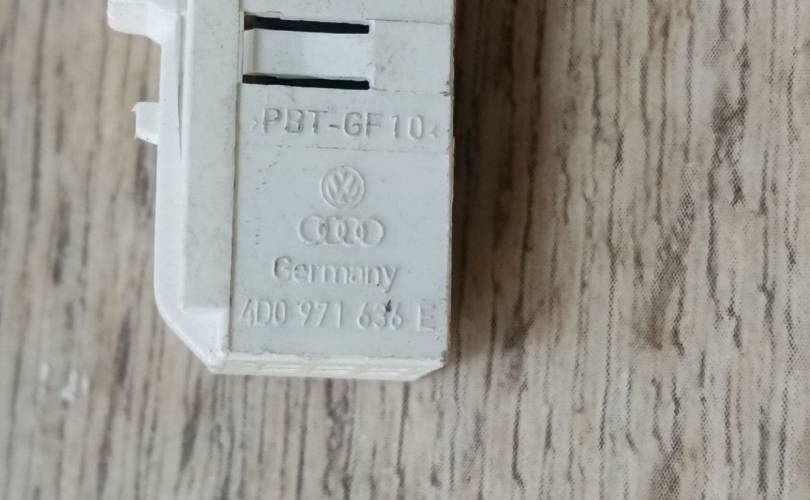 >PBT-GF10<
Germany
4D0 971 636 E